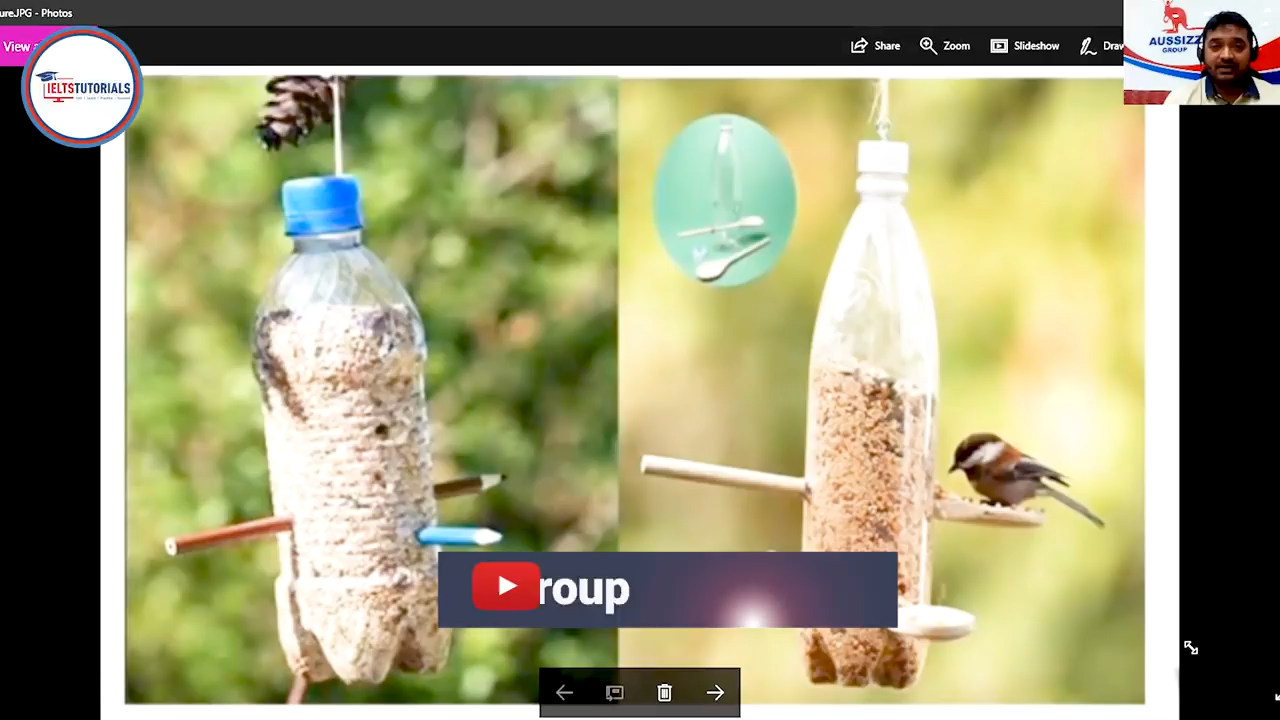 ure.JPG - Photos
View a
Share
Zoom
Slideshow
Draw
AUSSIZZ
GROUP
IELTSTUTORIALS
roup